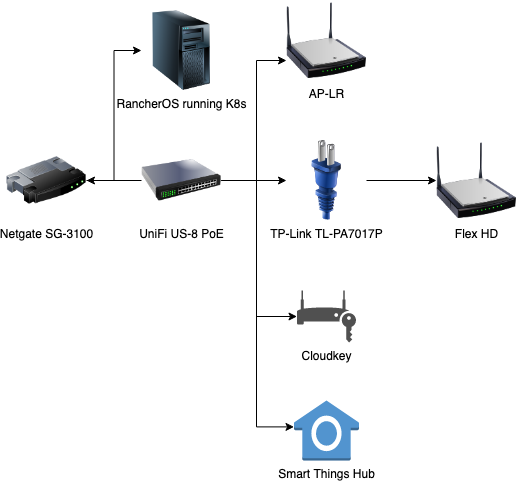 RancherOS running K8s
AP-LR
Netgate SG-3100
UniFi US-8 PoE
TP-Link TL-PA7017P
Flex HD
Cloudkey
Smart Things Hub